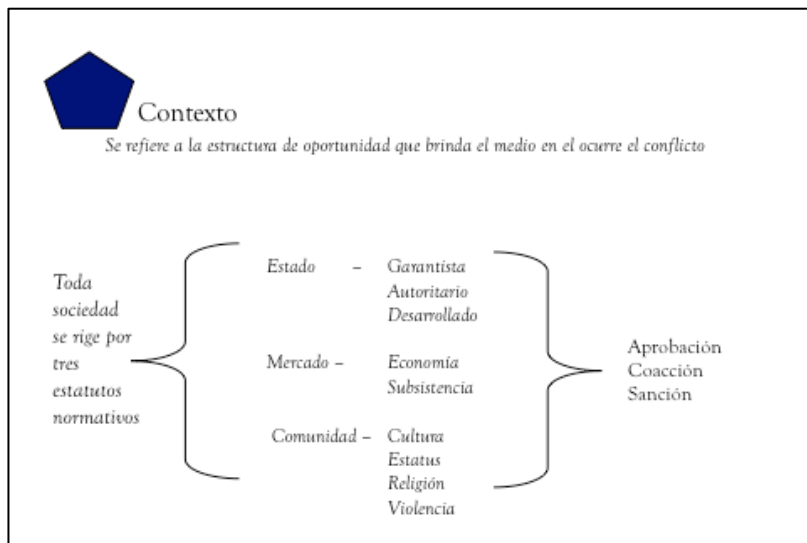 Contexto
Se refiere a la estructura de oportunidad que brinda el medio en el ocurre el conflicto
Toda
sociedad
se rige por
tres
estatutos
normativos
Estado – Garantista
Autoritario
Desarrollado
Mercado – Economía
Subsistencia
Comunidad – Cultura
Estatus
Religión
Violencia
Aprobación
Coacción
Sanción